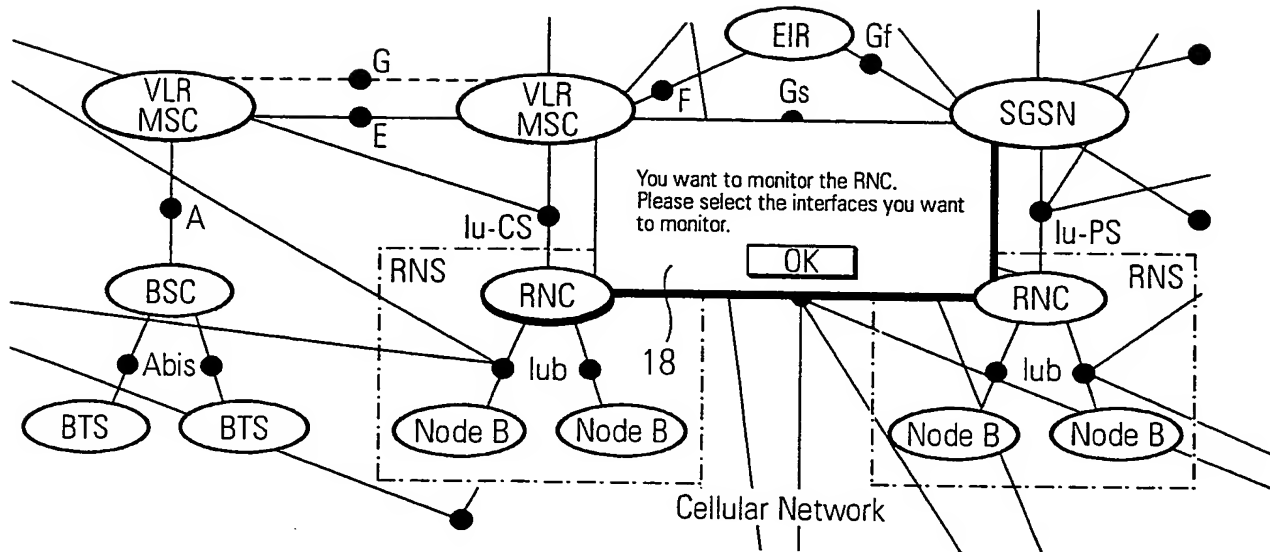 EIR
G
Gf
VLR
MSC
VLR
MSC
F
Gs
SGSN
E
You want to monitor the RNC.
Please select the interfaces you want
to monitor.
A
Iu-CS
Iu-PS
OK
RNS
RNS
BSC
RNC
RNC
18
Abis
Iub
Iub
BTS
BTS
Node B
Node B
Node B
Node B
Cellular Network